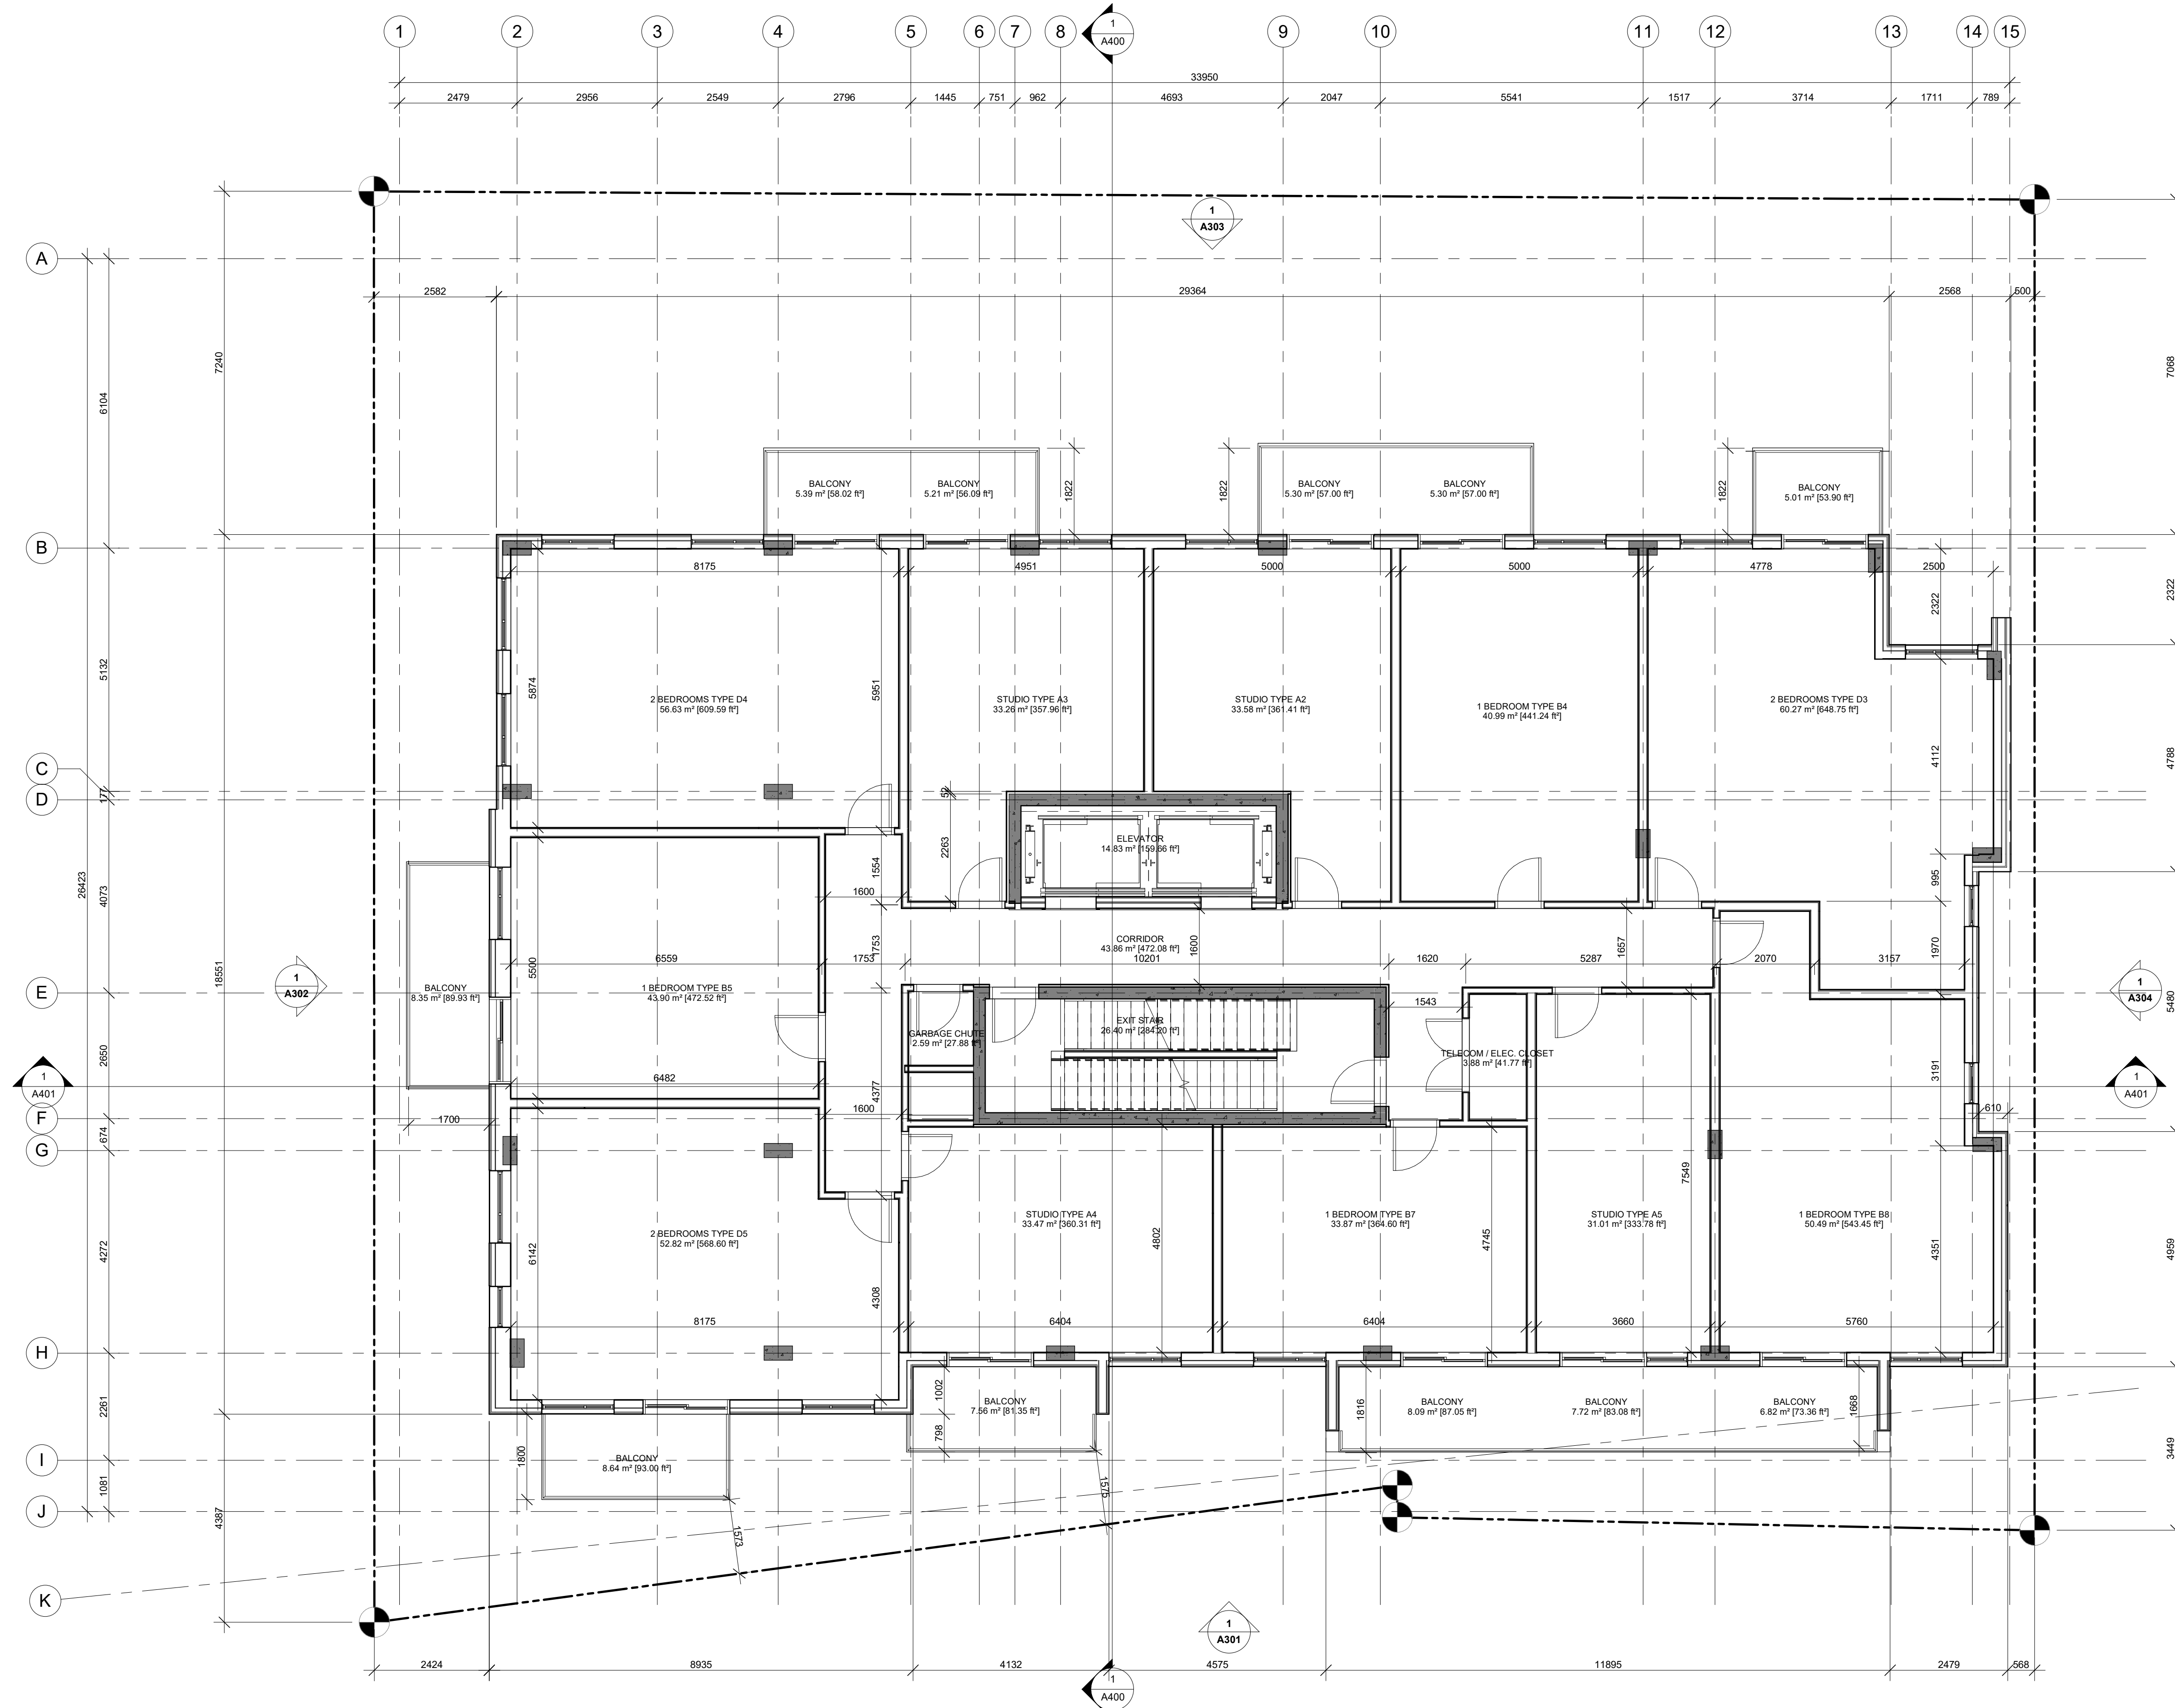 1 2 3 4 5 6 7 8 9 10 11 12 13 14 15
1
A400
33950
2479 2956 2549 2796 1445 751 962 4693 2047 5541 1517 3714 1711 789
1
A303
A
2582 29364 2568 500
7240
7068
6104
BALCONY
5.39 m² [58.02 ft²]
BALCONY
5.21 m² [56.09 ft²]
1822
BALCONY
5.30 m² [57.00 ft²]
BALCONY
5.30 m² [57.00 ft²]
1822
BALCONY
5.01 m² [53.90 ft²]
1822
B
8175 4951 5000 5000 4778 2500
2322
2322
5132
5874
5951
2 BEDROOMS TYPE D4
56.63 m² [609.59 ft²]
STUDIO TYPE A3
33.26 m² [357.96 ft²]
STUDIO TYPE A2
33.58 m² [361.41 ft²]
1 BEDROOM TYPE B4
40.99 m² [441.24 ft²]
2 BEDROOMS TYPE D3
60.27 m² [648.75 ft²]
4112
4788
C
D
177
52
2263
ELEVATOR
14.83 m² [159.66 ft²]
26423
4073
1554
1600
995
CORRIDOR
43.86 m² [472.08 ft²]
1753
1600
1657
1970
6559 1753 10201 1620 5287 2070 3157
18551
5500
1
A302
E
BALCONY
8.35 m² [89.93 ft²]
1 BEDROOM TYPE B5
43.90 m² [472.52 ft²]
1
A304
5480
1543
EXIT STAIR
26.40 m² [284.20 ft²]
GARBAGE CHUTE
2.59 m² [27.88 ft²]
TELECOM / ELEC. CLOSET
3.88 m² [41.77 ft²]
2650
1
A401
6482
4377
3191
1
A401
1600
1700
610
F
674
G
7549
STUDIO TYPE A4
33.47 m² [360.31 ft²]
1 BEDROOM TYPE B7
33.87 m² [364.60 ft²]
STUDIO TYPE A5
31.01 m² [333.78 ft²]
1 BEDROOM TYPE B8
50.49 m² [543.45 ft²]
2 BEDROOMS TYPE D5
52.82 m² [568.60 ft²]
4272
6142
4308
4802
4745
4351
4959
8175 6404 6404 3660 5760
H
1002
798
BALCONY
7.56 m² [81.35 ft²]
1816
BALCONY
8.09 m² [87.05 ft²]
BALCONY
7.72 m² [83.08 ft²]
BALCONY
6.82 m² [73.36 ft²]
1668
2261
1800
BALCONY
8.64 m² [93.00 ft²]
3449
I
1081
1575
J
4387
1573
K
1
A301
2424 8935 4132 4575 11895 2479 568
1
A400